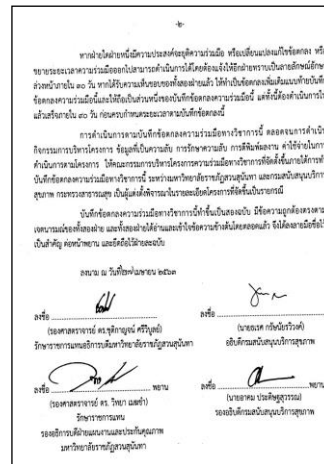 -๒-
หากฝ่ายใดฝ่ายหนึ่งมีความประสงค์จะยุติความร่วมมือ หรือเปลี่ยนแปลงแก้ไขข้อตกลง หรือ
ขยายระยะเวลาความร่วมมือออกไปสามารถดำเนินการได้โดยต้องแจ้งให้อีกฝ่ายทราบเป็นลายลักษณ์อักษร
ล่วงหน้าภายใน ๓๐ วัน หากได้รับความเห็นชอบของทั้งสองฝ่ายแล้ว ให้ทำเป็นข้อตกลงเพิ่มเติมแนบท้ายบันทึก
ข้อตกลงความร่วมมือนี้และให้ถือเป็นส่วนหนึ่งของบันทึกข้อตกลงความร่วมมือนี้ แต่ทั้งนี้ต้องดำเนินการให้
แล้วเสร็จภายใน ๓๐ วัน ก่อนครบกำหนดระยะเวลาตามบันทึกข้อตกลงนี้
การดำเนินการตามบันทึกข้อตกลงความร่วมมือทางวิชาการนี้ ตลอดจนการดำเนิน
กิจกรรมการบริหารโครงการ ข้อมูลที่เป็นความลับ การรักษาความลับ การตีพิมพ์ผลงาน ค่าใช้จ่ายในการ
ดำเนินการตามโครงการ ให้คณะกรรมการบริหารโครงการความร่วมมือทางวิชาการที่จัดตั้งขึ้นภายใต้การทำ
บันทึกข้อตกลงความร่วมมือทางวิชาการนี้ ระหว่างมหาวิทยาลัยราชภัฏสวนสุนันทา และกรมสนับสนุนบริการ
สุขภาพ กระทรวงสาธารณสุข เป็นผู้แต่งตั้งพิจารณาในรายละเอียดโครงการที่จัดขึ้นเป็นรายกรณี
บันทึกข้อตกลงความร่วมมือทางวิชาการนี้ทำขึ้นเป็นสองฉบับ มีข้อความถูกต้องตรงตาม
เจตนารมณ์ของทั้งสองฝ่าย และทั้งสองฝ่ายได้อ่านและเข้าใจข้อความข้างต้นโดยตลอดแล้ว จึงได้ลงลายมือชื่อไว้
เป็นสำคัญ ต่อหน้าพยาน และยึดถือไว้ฝ่ายละฉบับ
ลงนาม ณ วันที่ เมษายน ๒๕๖๓
ลงชื่อ
(รองศาสตราจารย์ ดร.ชุติกาญจน์ ศรีวิบูลย์)
รักษาราชการแทนอธิการบดีมหาวิทยาลัยราชภัฏสวนสุนันทา
ลงชื่อ
(นายธเรศ กรัษนัยรวิวงค์)
อธิบดีกรมสนับสนุนบริการสุขภาพ
ลงชื่อ พยาน
(รองศาสตราจารย์ ดร. วิทยา เมฆขำ)
รักษาราชการแทน
รองอธิการบดีฝ่ายแผนงานและประกันคุณภาพ
มหาวิทยาลัยราชภัฏสวนสุนันทา
ลงชื่อ พยาน
(นายอาคม ประดิษฐสุวรรณ)
รองอธิบดีกรมสนับสนุนบริการสุขภาพ